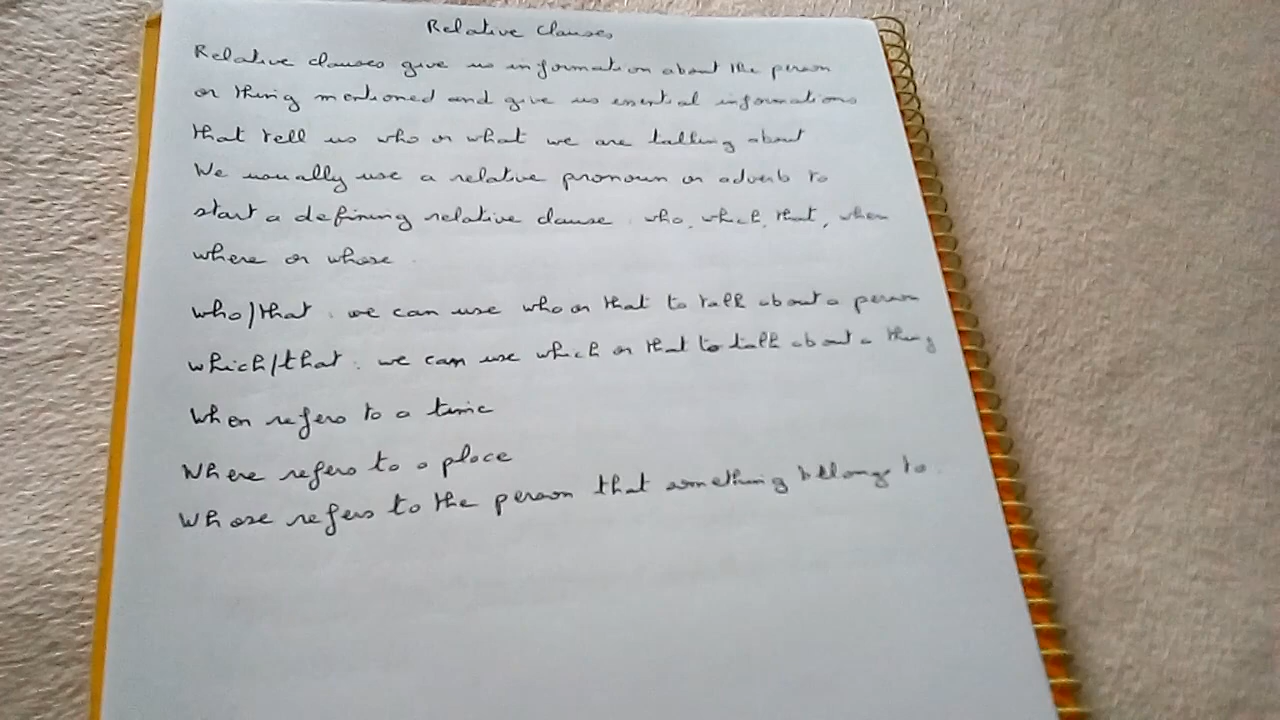 Relative Clauses
Relative clauses give us information about the person
or thing mentioned and give us essential informations
that tell us who or what we are talking about
We usually use a relative pronoun or adverb to
start a defining relative clause : who, which, that, when
where or whose.
who/that : we can use who or that to talk about a person
which/that : we can use which or that to talk about a thing
When refers to a time
Where refers to a place
Whose refers to the person that something belongs to.